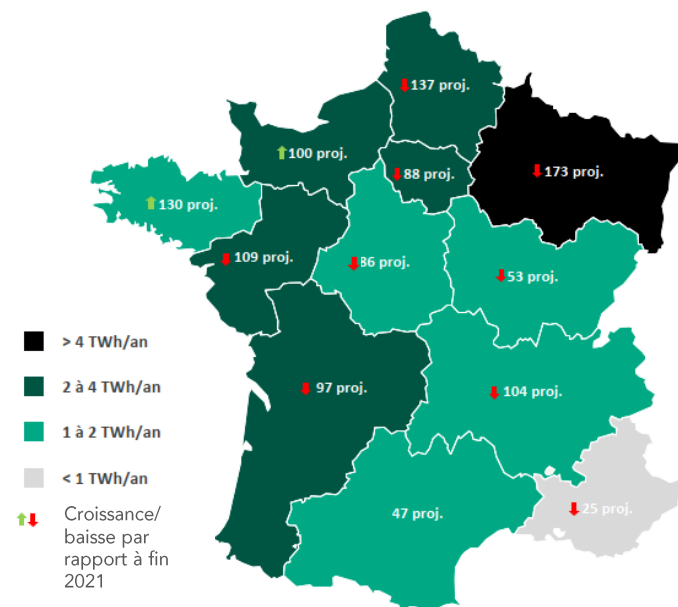 137 proj.
100 proj.
88 proj.
173 proj.
130 proj.
109 proj.
86 proj.
53 proj.
97 proj.
104 proj.
47 proj.
25 proj.
> 4 TWh/an
2 à 4 TWh/an
1 à 2 TWh/an
< 1 TWh/an
Croissance/
baisse par
rapport à fin
2021